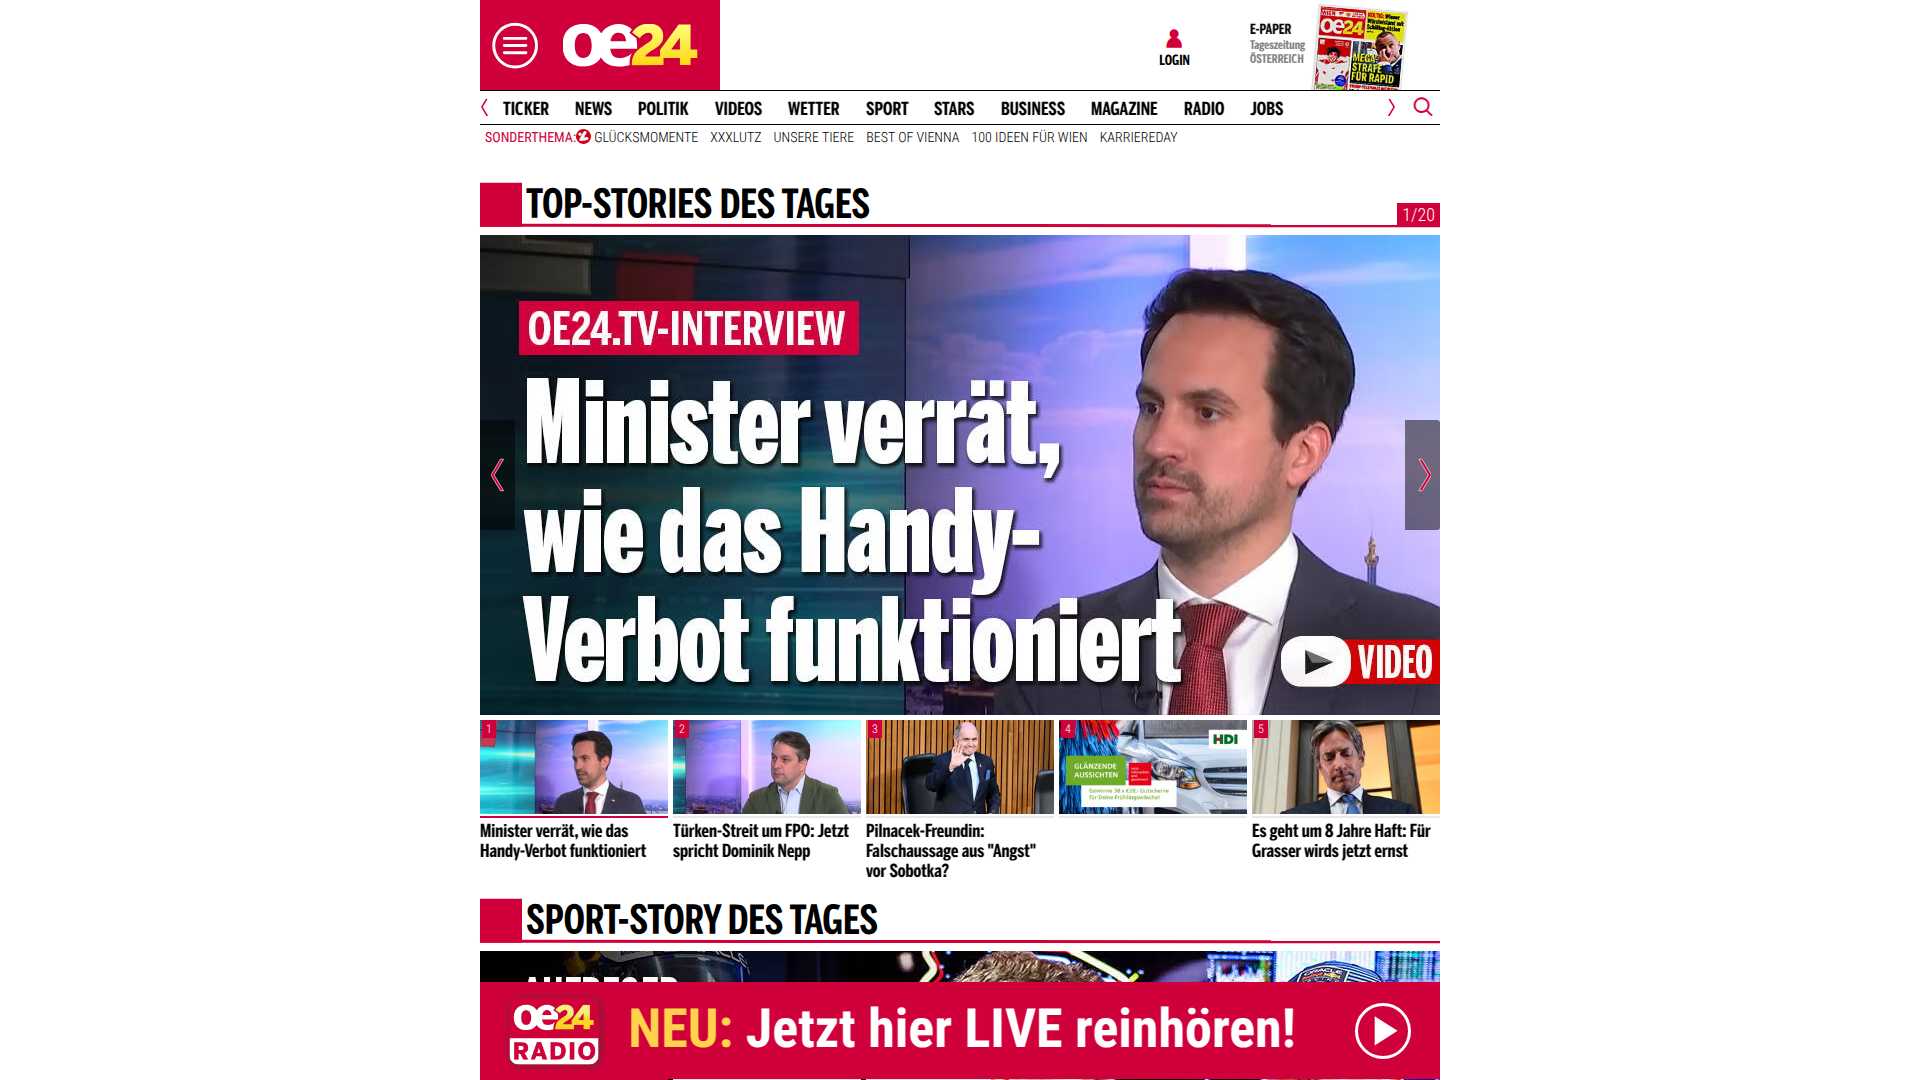 oe24
LOGIN
E-PAPER
Tageszeitung
ÖSTERREICH
oe24
MEGA-
STRAFE
FÜR RAPID
TICKER NEWS POLITIK VIDEOS WETTER SPORT STARS BUSINESS MAGAZINE RADIO JOBS
SONDERTHEMA: GLÜCKSMOMENTE XXXLUTZ UNSERE TIERE BEST OF VIENNA 100 IDEEN FÜR WIEN KARRIEREDAY
TOP-STORIES DES TAGES
1/20
OE24.TV-INTERVIEW
Minister verrät,
wie das Handy-
Verbot funktioniert
VIDEO
1
2
3
4
5
HDI
GLÄNZENDE
AUSSICHTEN
Minister verrät, wie das
Handy-Verbot funktioniert
Türken-Streit um FPO: Jetzt
spricht Dominik Nepp
Pilnacek-Freundin:
Falschaussage aus "Angst"
vor Sobotka?
Es geht um 8 Jahre Haft: Für
Grasser wirds jetzt ernst
SPORT-STORY DES TAGES
AUFREGER
ORACLE
oe24
RADIO
NEU: Jetzt hier LIVE reinhören!